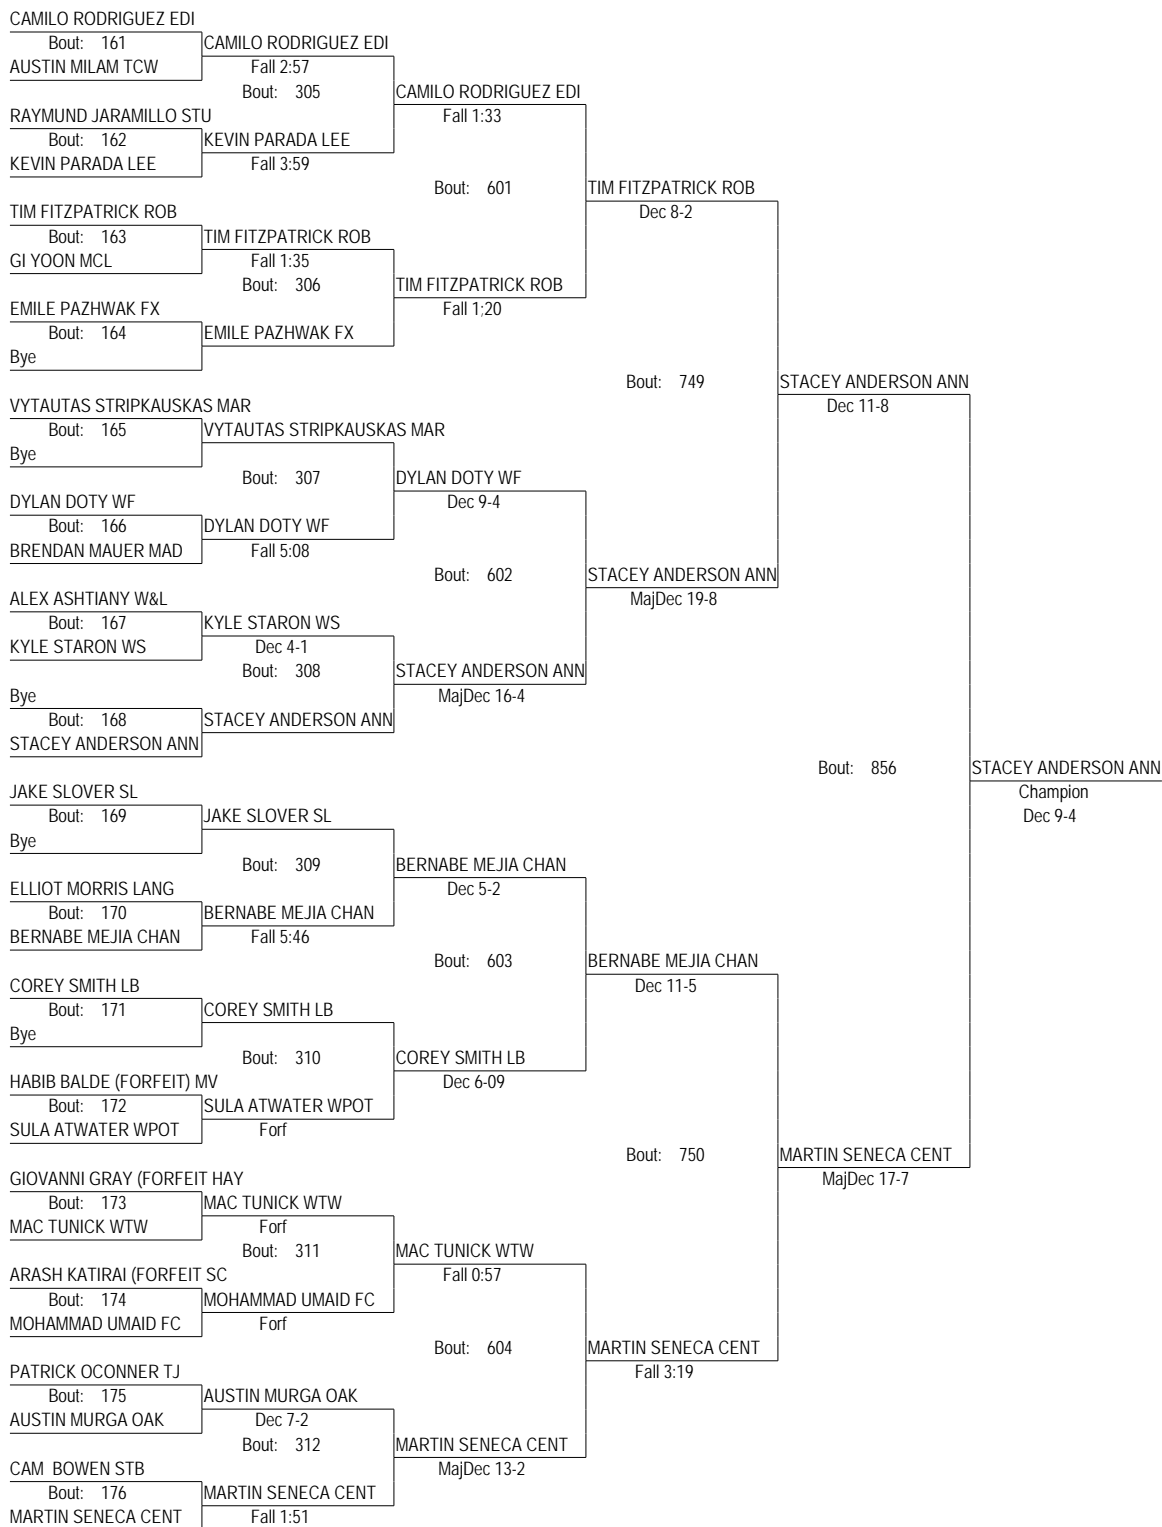 CAMILO RODRIGUEZ EDI
Bout: 161 CAMILO RODRIGUEZ EDI
AUSTIN MILAM TCW Fall 2:57
Bout: 305 CAMILO RODRIGUEZ EDI
RAYMUND JARAMILLO STU Fall 1:33
Bout: 162 KEVIN PARADA LEE
KEVIN PARADA LEE Fall 3:59
Bout: 601 TIM FITZPATRICK ROB
TIM FITZPATRICK ROB Dec 8-2
Bout: 163 TIM FITZPATRICK ROB
GI YOON MCL Fall 1:35
Bout: 306 TIM FITZPATRICK ROB
EMILE PAZHWAK FX Fall 1;20
Bout: 164 EMILE PAZHWAK FX
Bye
Bout: 749 STACEY ANDERSON ANN
VYTAUTAS STRIPKAUSKAS MAR Dec 11-8
Bout: 165 VYTAUTAS STRIPKAUSKAS MAR
Bye
Bout: 307 DYLAN DOTY WF
DYLAN DOTY WF Dec 9-4
Bout: 166 DYLAN DOTY WF
BRENDAN MAUER MAD Fall 5:08
Bout: 602 STACEY ANDERSON ANN
ALEX ASHTIANY W&L MajDec 19-8
Bout: 167 KYLE STARON WS
KYLE STARON WS Dec 4-1
Bout: 308 STACEY ANDERSON ANN
Bye MajDec 16-4
Bout: 168 STACEY ANDERSON ANN
STACEY ANDERSON ANN
Bout: 856 STACEY ANDERSON ANN
JAKE SLOVER SL Champion
Bout: 169 JAKE SLOVER SL Dec 9-4
Bye
Bout: 309 BERNABE MEJIA CHAN
ELLIOT MORRIS LANG Dec 5-2
Bout: 170 BERNABE MEJIA CHAN
BERNABE MEJIA CHAN Fall 5:46
Bout: 603 BERNABE MEJIA CHAN
COREY SMITH LB Dec 11-5
Bout: 171 COREY SMITH LB
Bye
Bout: 310 COREY SMITH LB
HABIB BALDE (FORFEIT) MV Dec 6-09
Bout: 172 SULA ATWATER WPOT
SULA ATWATER WPOT Forf
Bout: 750 MARTIN SENECA CENT
GIOVANNI GRAY (FORFEIT HAY MajDec 17-7
Bout: 173 MAC TUNICK WTW
MAC TUNICK WTW Forf
Bout: 311 MAC TUNICK WTW
ARASH KATIRAI (FORFEIT SC Fall 0:57
Bout: 174 MOHAMMAD UMAID FC
MOHAMMAD UMAID FC Forf
Bout: 604 MARTIN SENECA CENT
PATRICK OCONNER TJ Fall 3:19
Bout: 175 AUSTIN MURGA OAK
AUSTIN MURGA OAK Dec 7-2
Bout: 312 MARTIN SENECA CENT
CAM BOWEN STB MajDec 13-2
Bout: 176 MARTIN SENECA CENT
MARTIN SENECA CENT Fall 1:51